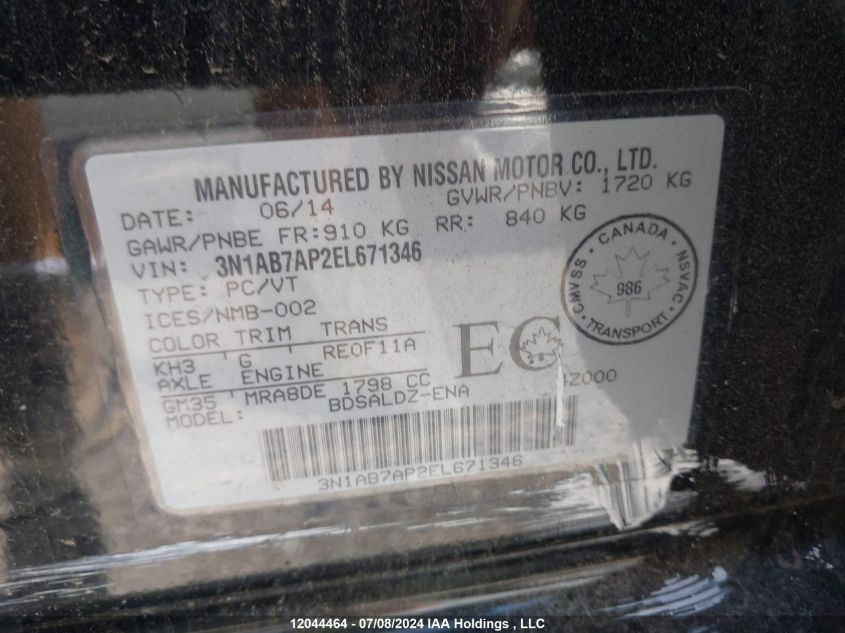 MANUFACTURED BY NISSAN MOTOR CO., LTD.
DATE: 06/14 GVWR/PNBV: 1720 KG
GAWR/PNBE FR: 910 KG RR: 840 KG
VIN: 3N1AB7AP2EL671346
TYPE: PC/VT
ICES/NMB-002
COLOR TRIM TRANS
KH3 G RE0F11A
AXLE ENGINE
GM35 MRA8DE 1798 CC
MODEL: BDSALDZ-ENA Z000
EC
CANADA
CMVSS · NSVAC
986
TRANSPORT
3N1AB7AP2EL671346
12044464 - 07/08/2024 IAA Holdings , LLC